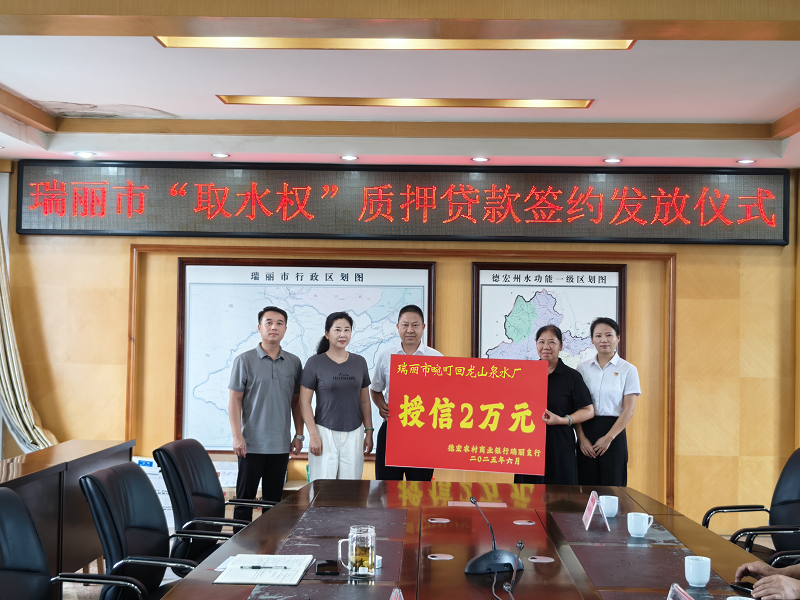 瑞丽市“取水权”质押贷款签约发放仪式
瑞丽市行政区划图
德宏州水功能一级区划图
瑞丽市畹町回龙山泉水厂
授信2万元
德宏农村商业银行瑞丽支行
二〇二五年六月